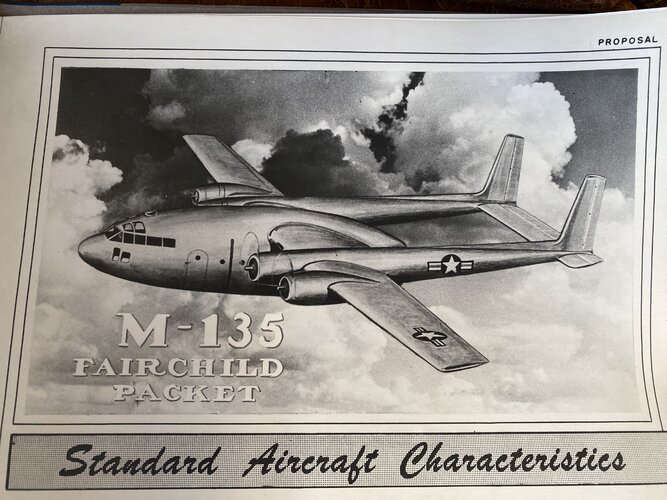 PROPOSAL
M-135
FAIRCHILD
PACKET
Standard Aircraft Characteristics